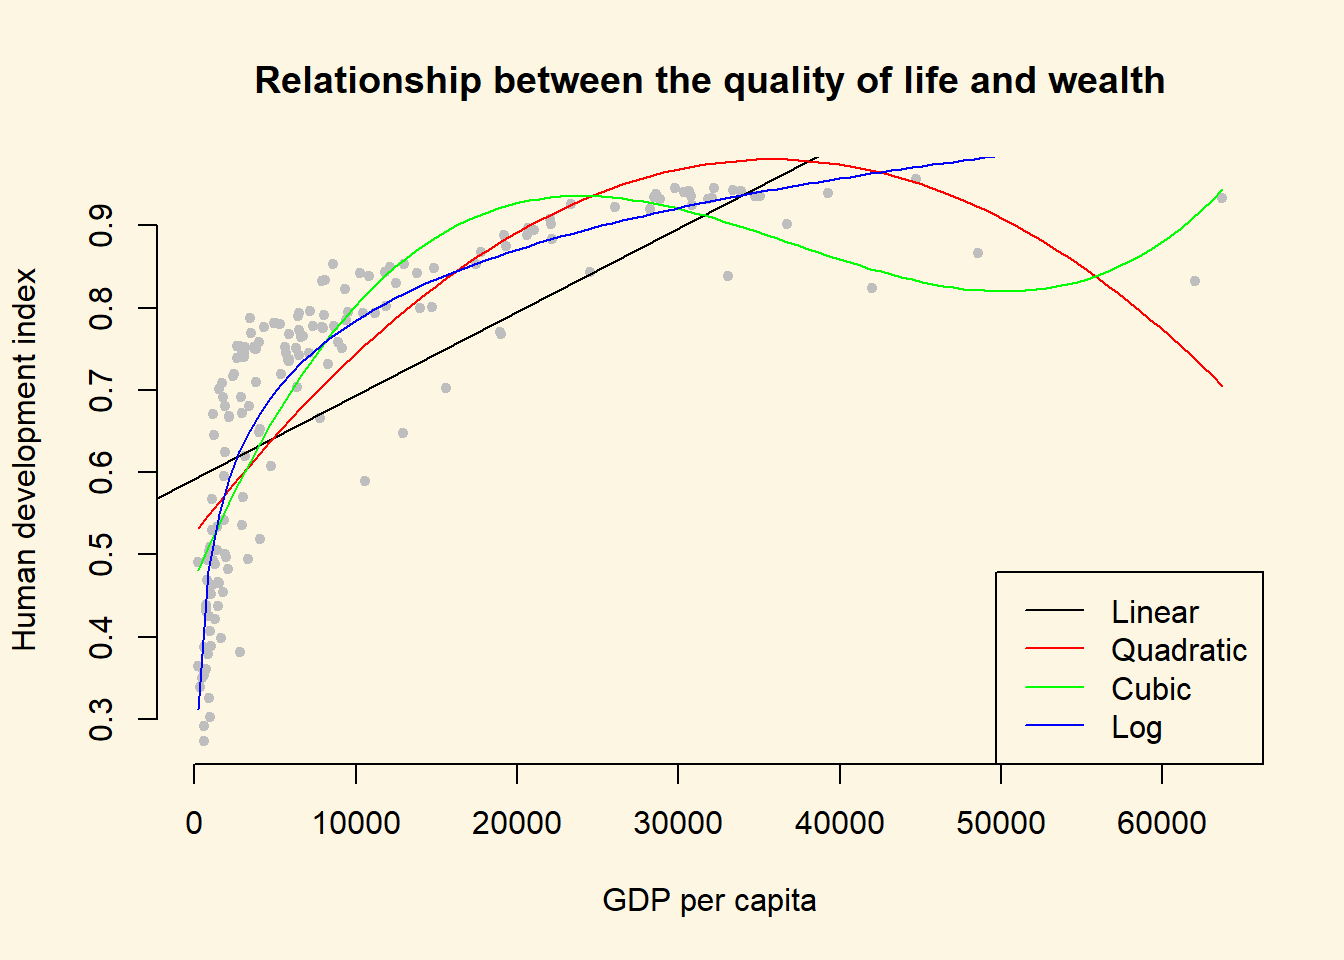 Relationship between the quality of life and wealth
Human development index
0.9
0.8
0.7
0.6
0.5
0.4
0.3
Linear
Quadratic
Cubic
Log
0 10000 20000 30000 40000 50000 60000
GDP per capita